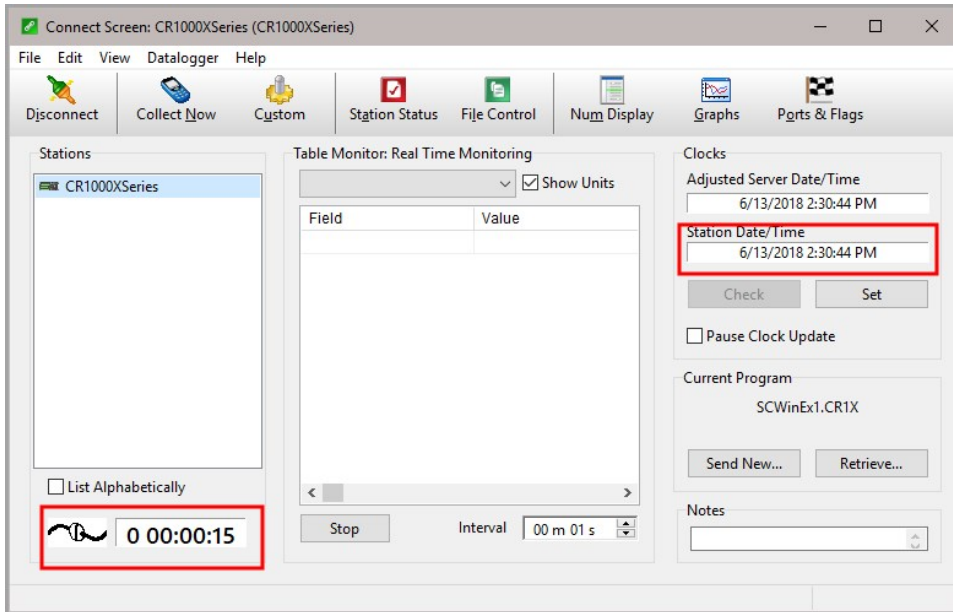 Connect Screen: CR1000XSeries (CR1000XSeries)
File Edit View Datalogger Help
Disconnect Collect Now Custom Station Status File Control Num Display Graphs Ports & Flags
Stations
CR1000XSeries
List Alphabetically
0 00:00:15
Table Monitor: Real Time Monitoring
Show Units
Field Value
Stop Interval 00 m 01 s
Clocks
Adjusted Server Date/Time
6/13/2018 2:30:44 PM
Station Date/Time
6/13/2018 2:30:44 PM
Check Set
Pause Clock Update
Current Program
SCWinEx1.CR1X
Send New... Retrieve...
Notes